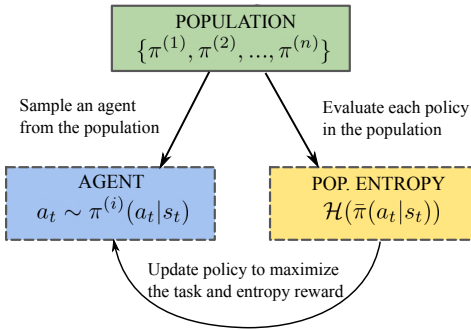 POPULATION
{π^(1), π^(2), ..., π^(n)}
Sample an agent
from the population
Evaluate each policy
in the population
AGENT
a_t ∼ π^(i)(a_t|s_t)
POP. ENTROPY
ℋ(π̄(a_t|s_t))
Update policy to maximize
the task and entropy reward